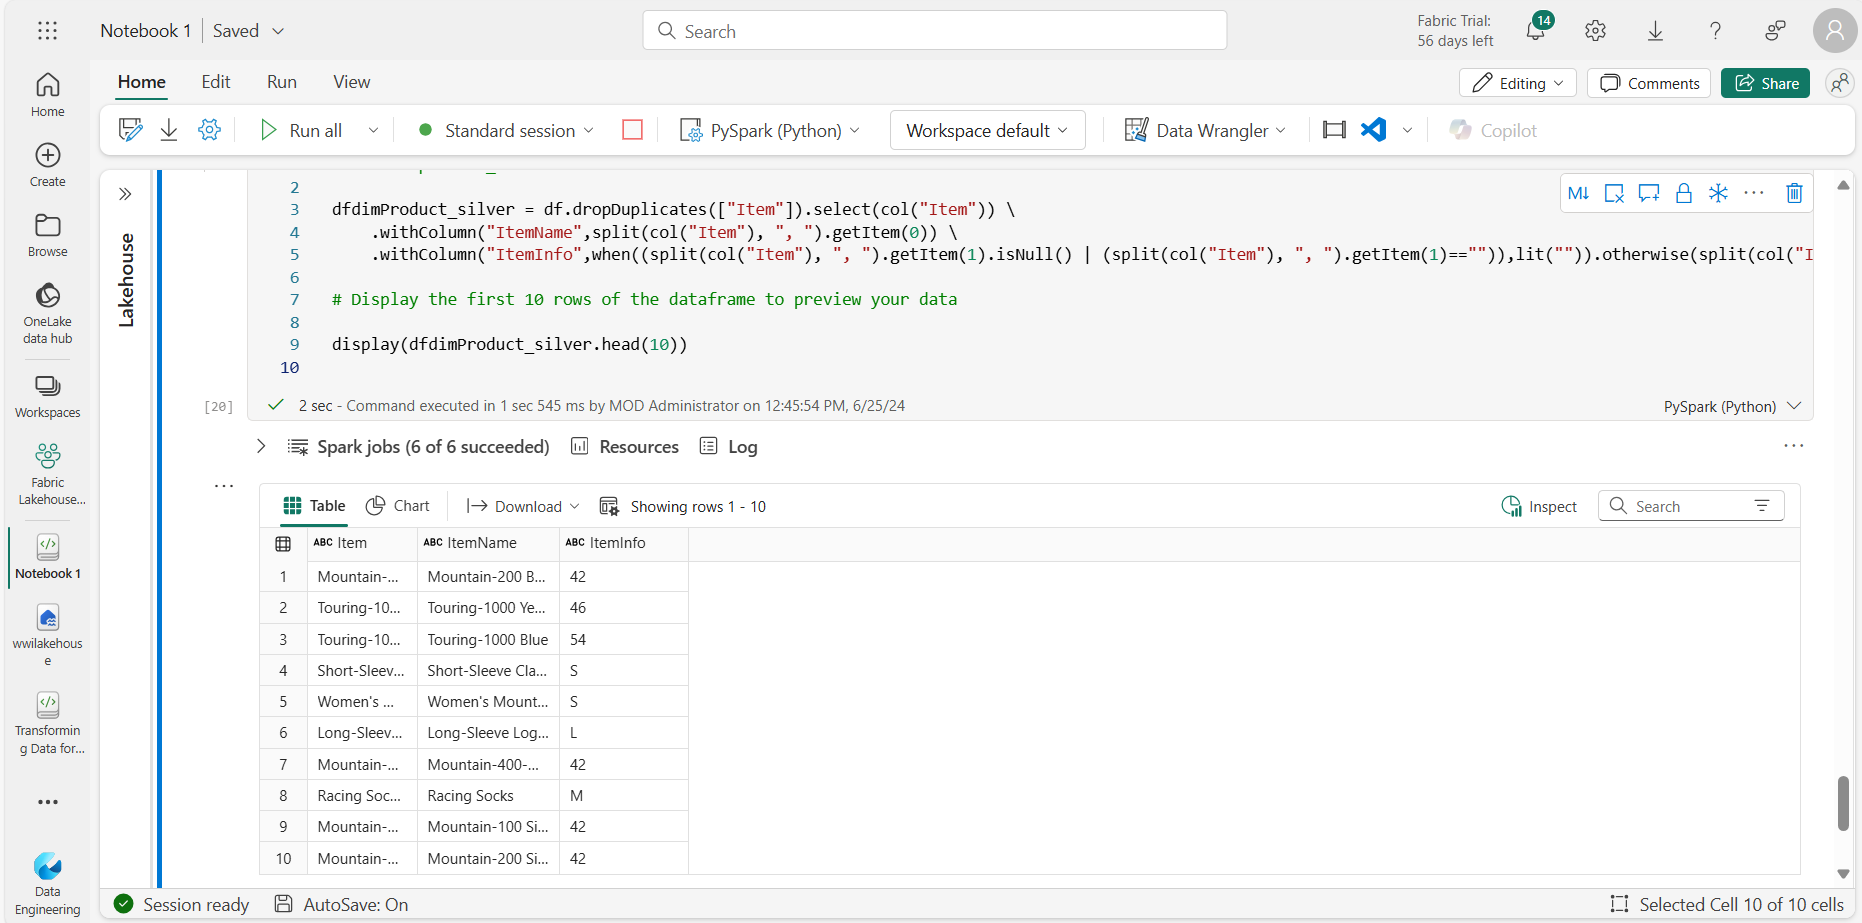 Notebook 1 | Saved
Search
Fabric Trial:
56 days left
14
Home
Edit
Run
View
Editing
Comments
Share
Run all
Standard session
PySpark (Python)
Workspace default
Data Wrangler
Copilot
Home
Create
Browse
OneLake
data hub
Workspaces
Fabric
Lakehouse...
Notebook 1
wwilakehous
e
Transformin
g Data for...
Data
Engineering
Lakehouse
M↓
2
3 dfdimProduct_silver = df.dropDuplicates(["Item"]).select(col("Item")) \
4 .withColumn("ItemName",split(col("Item"), ", ").getItem(0)) \
5 .withColumn("ItemInfo",when((split(col("Item"), ", ").getItem(1).isNull() | (split(col("Item"), ", ").getItem(1)=="")),lit("")).otherwise(split(col("I
6
7 # Display the first 10 rows of the dataframe to preview your data
8
9 display(dfdimProduct_silver.head(10))
10
[20] 2 sec - Command executed in 1 sec 545 ms by MOD Administrator on 12:45:54 PM, 6/25/24
PySpark (Python)
Spark jobs (6 of 6 succeeded) Resources Log
Table Chart Download Showing rows 1 - 10
Inspect Search
ABC Item ABC ItemName ABC ItemInfo
1 Mountain-... Mountain-200 B... 42
2 Touring-10... Touring-1000 Ye... 46
3 Touring-10... Touring-1000 Blue 54
4 Short-Sleev... Short-Sleeve Cla... S
5 Women's ... Women's Mount... S
6 Long-Sleev... Long-Sleeve Log... L
7 Mountain-... Mountain-400-... 42
8 Racing Soc... Racing Socks M
9 Mountain-... Mountain-100 Si... 42
10 Mountain-... Mountain-200 Si... 42
Session ready AutoSave: On
Selected Cell 10 of 10 cells